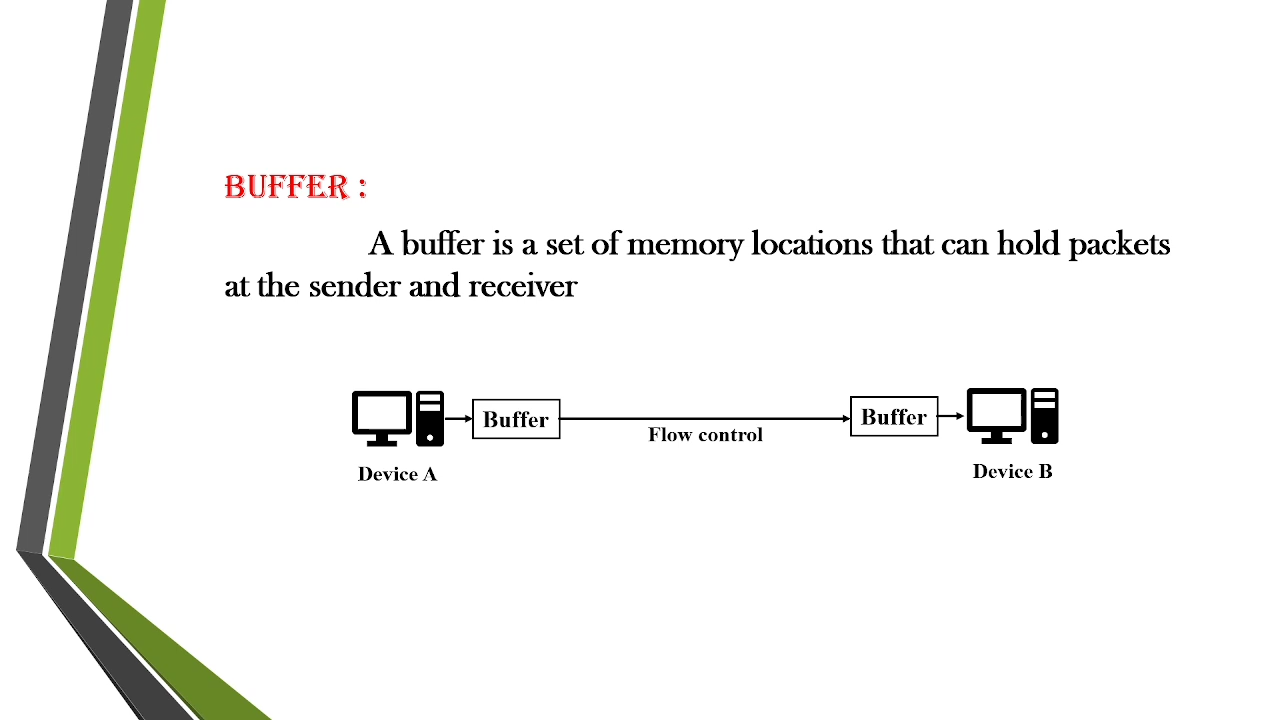 BUFFER :
A buffer is a set of memory locations that can hold packets
at the sender and receiver
Buffer
Buffer
Flow control
Device A
Device B